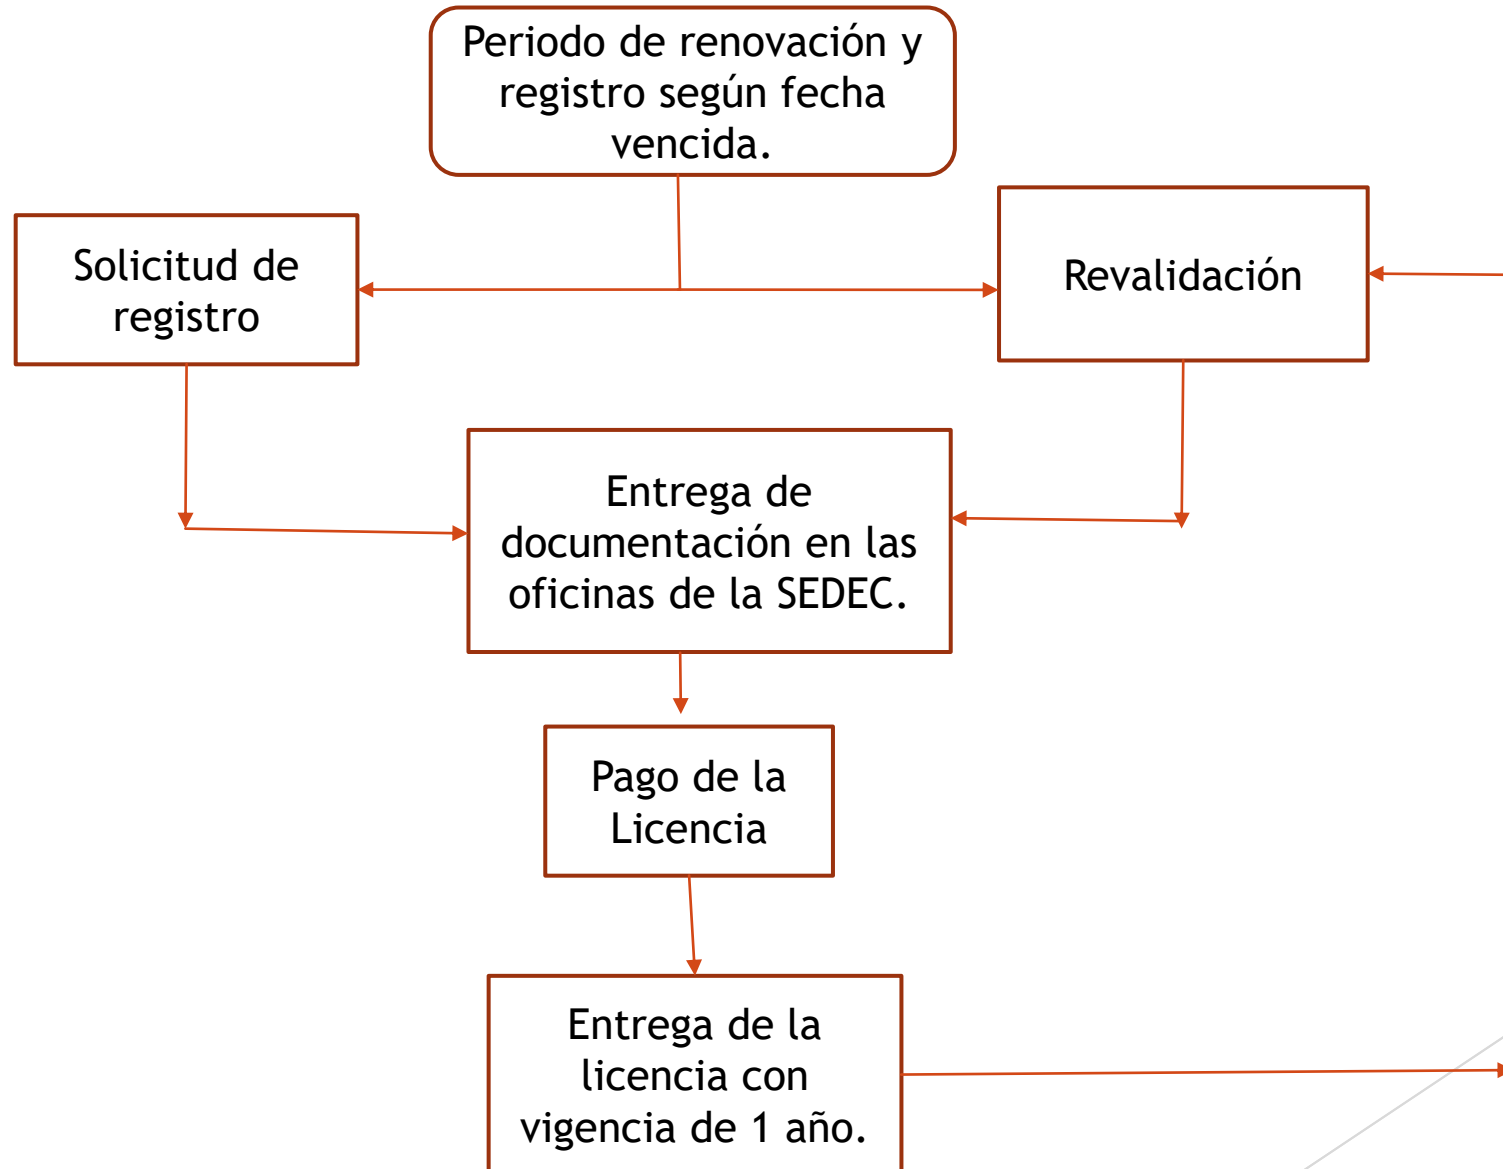 Periodo de renovación y
registro según fecha
vencida.
Solicitud de
registro
Revalidación
Entrega de
documentación en las
oficinas de la SEDEC.
Pago de la
Licencia
Entrega de la
licencia con
vigencia de 1 año.